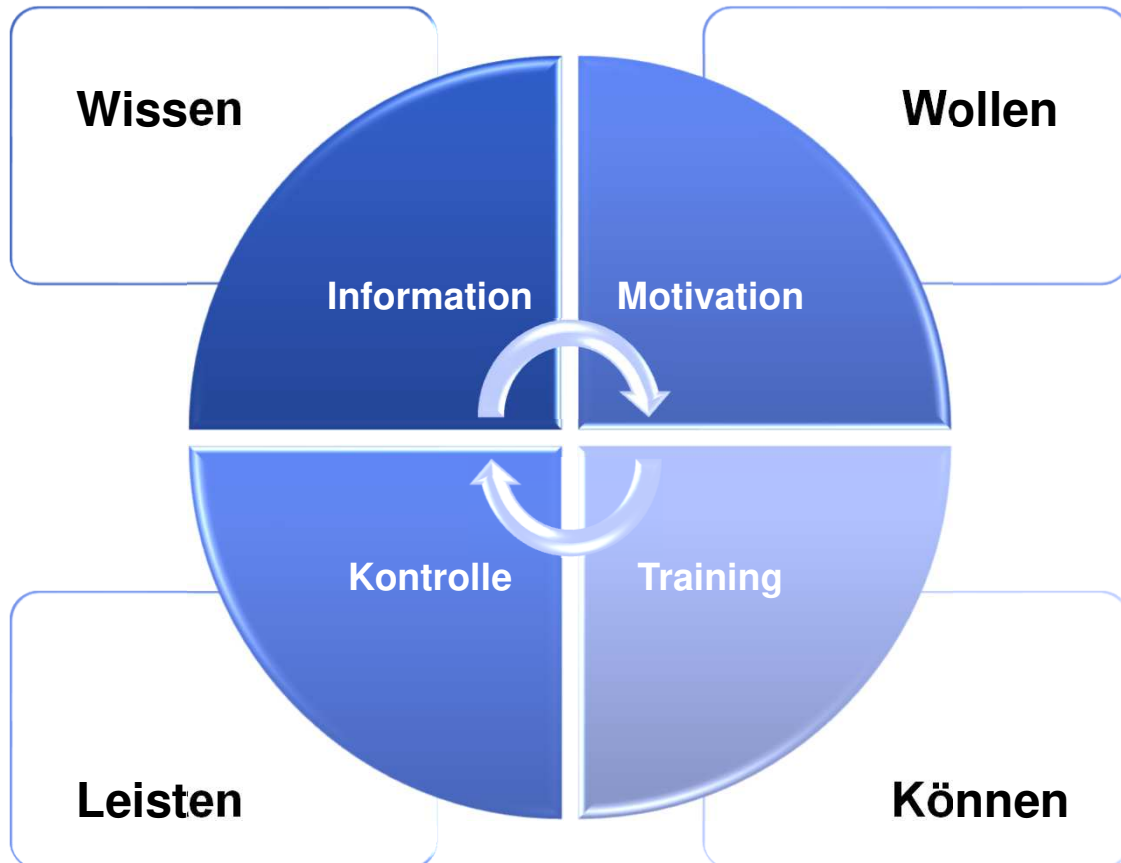 Wissen
Wollen
Information
Motivation
Kontrolle
Training
Leisten
Können